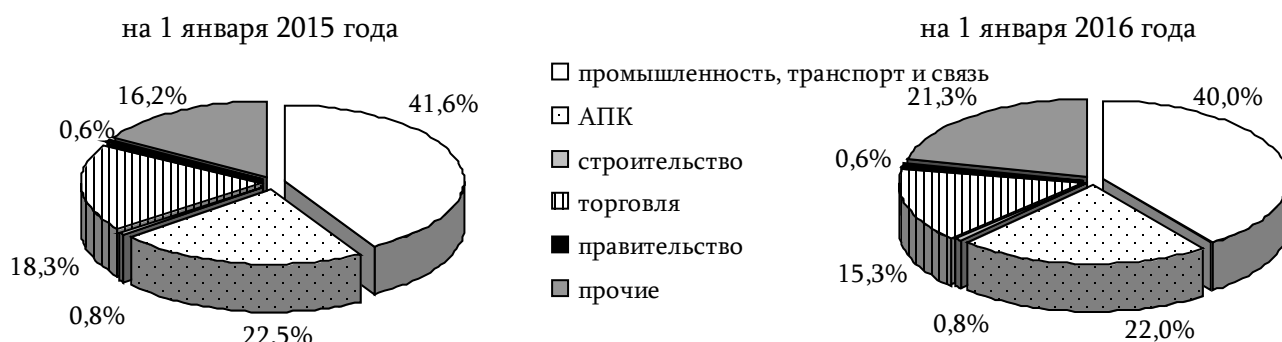 на 1 января 2015 года
41,6%
22,5%
0,8%
18,3%
0,6%
16,2%
промышленность, транспорт и связь
АПК
строительство
торговля
правительство
прочие
на 1 января 2016 года
40,0%
22,0%
0,8%
15,3%
0,6%
21,3%